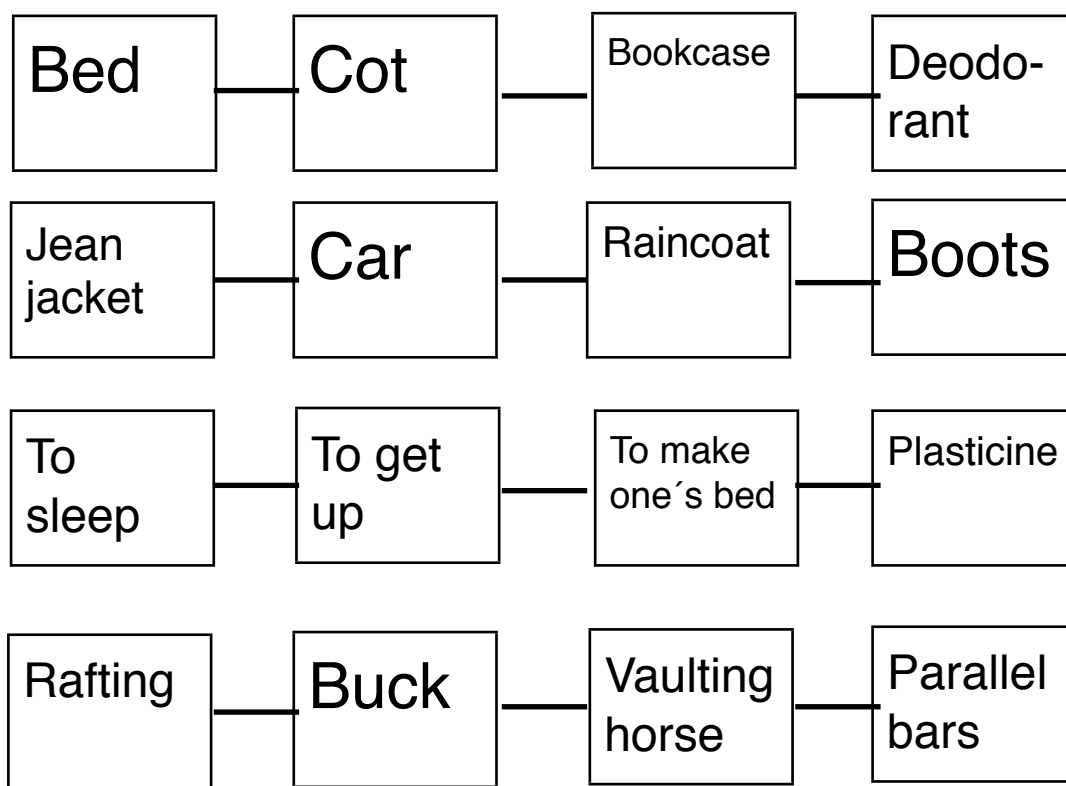 Bed
Cot
Bookcase
Deodo-
rant
Jean
jacket
Car
Raincoat
Boots
To
sleep
To get
up
To make
one´s bed
Plasticine
Rafting
Buck
Vaulting
horse
Parallel
bars